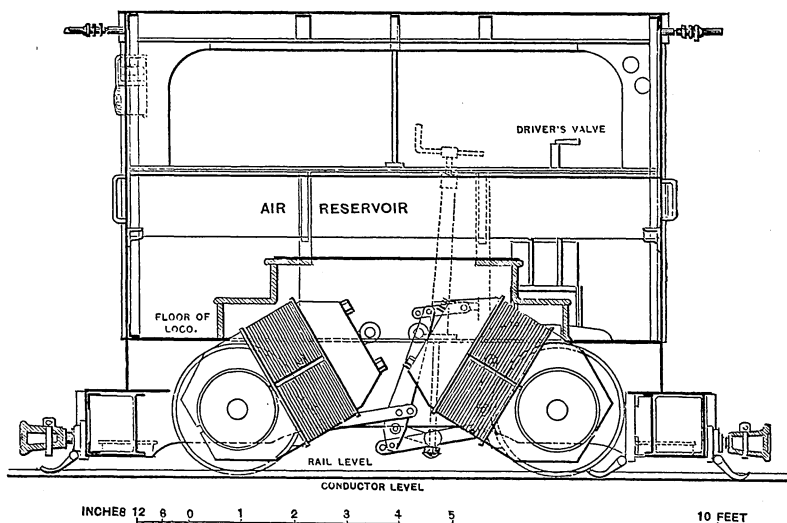 DRIVER'S VALVE
AIR RESERVOIR
FLOOR OF
LOCO.
RAIL LEVEL
CONDUCTOR LEVEL
INCHES 12 6 0 1 2 3 4 5 10 FEET